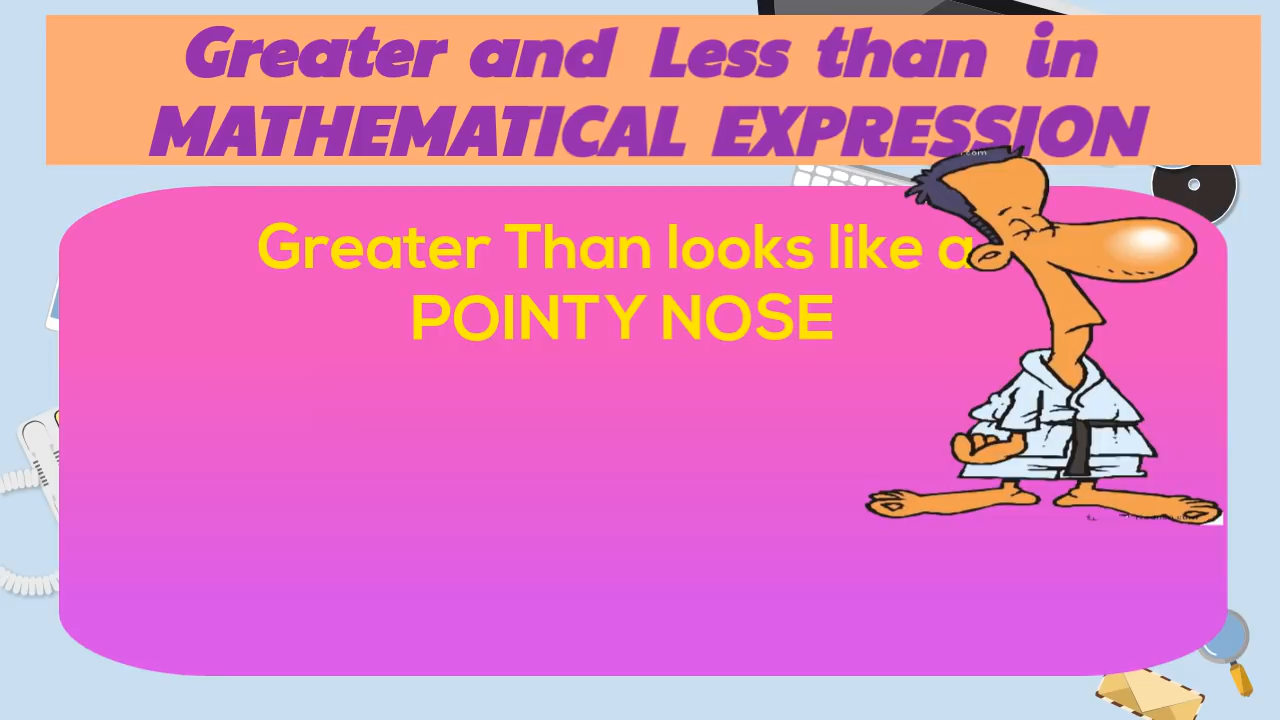 Greater and Less than in
MATHEMATICAL EXPRESSION
Greater Than looks like a
POINTY NOSE